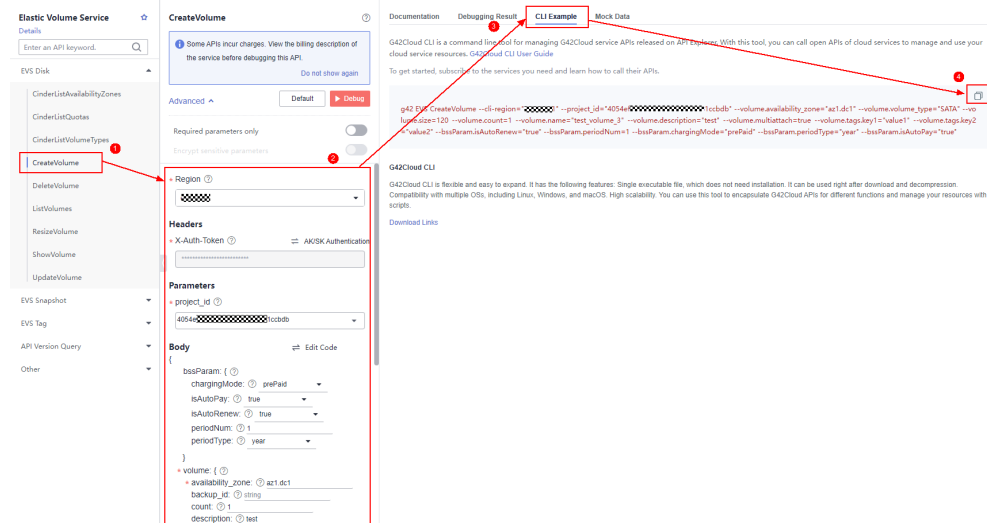 Elastic Volume Service
Details
Enter an API keyword.
EVS Disk
CinderListAvailabilityZones
CinderListQuotas
CinderListVolumeTypes
1
CreateVolume
DeleteVolume
ListVolumes
ResizeVolume
ShowVolume
UpdateVolume
EVS Snapshot
EVS Tag
API Version Query
Other
CreateVolume
Some APIs incur charges. View the billing description of
the service before debugging this API.
Do not show again
Advanced
Default
Debug
Required parameters only
Encrypt sensitive parameters
2
* Region
Headers
* X-Auth-Token
AK/SK Authentication
************************
Parameters
* project_id
4054e 1ccbdb
Body
Edit Code
{
bssParam: {
chargingMode: prePaid
isAutoPay: true
isAutoRenew: true
periodNum: 1
periodType: year
}
* volume: {
* availability_zone: az1.dc1
backup_id: string
count: 1
description: test
Documentation
Debugging Result
CLI Example
Mock Data
3
G42Cloud CLI is a command line tool for managing G42Cloud service APIs released on API Explorer. With this tool, you can call open APIs of cloud services to manage and use your
cloud service resources. G42Cloud CLI User Guide
To get started, subscribe to the services you need and learn how to call their APIs.
4
g42 EVS CreateVolume --cli-region=" " --project_id="4054ef 1ccbdb" --volume.availability_zone="az1.dc1" --volume.volume_type="SATA" --vo
lume.size=120 --volume.count=1 --volume.name="test_volume_3" --volume.description="test" --volume.multiattach=true --volume.tags.key1="value1" --volume.tags.key2
="value2" --bssParam.isAutoRenew="true" --bssParam.periodNum=1 --bssParam.chargingMode="prePaid" --bssParam.periodType="year" --bssParam.isAutoPay="true"
G42Cloud CLI
G42Cloud CLI is flexible and easy to expand. It has the following features: Single executable file, which does not need installation. It can be used right after download and decompression.
Compatibility with multiple OSs, including Linux, Windows, and macOS. High scalability. You can use this tool to encapsulate G42Cloud APIs for different functions and manage your resources with
scripts.
Download Links